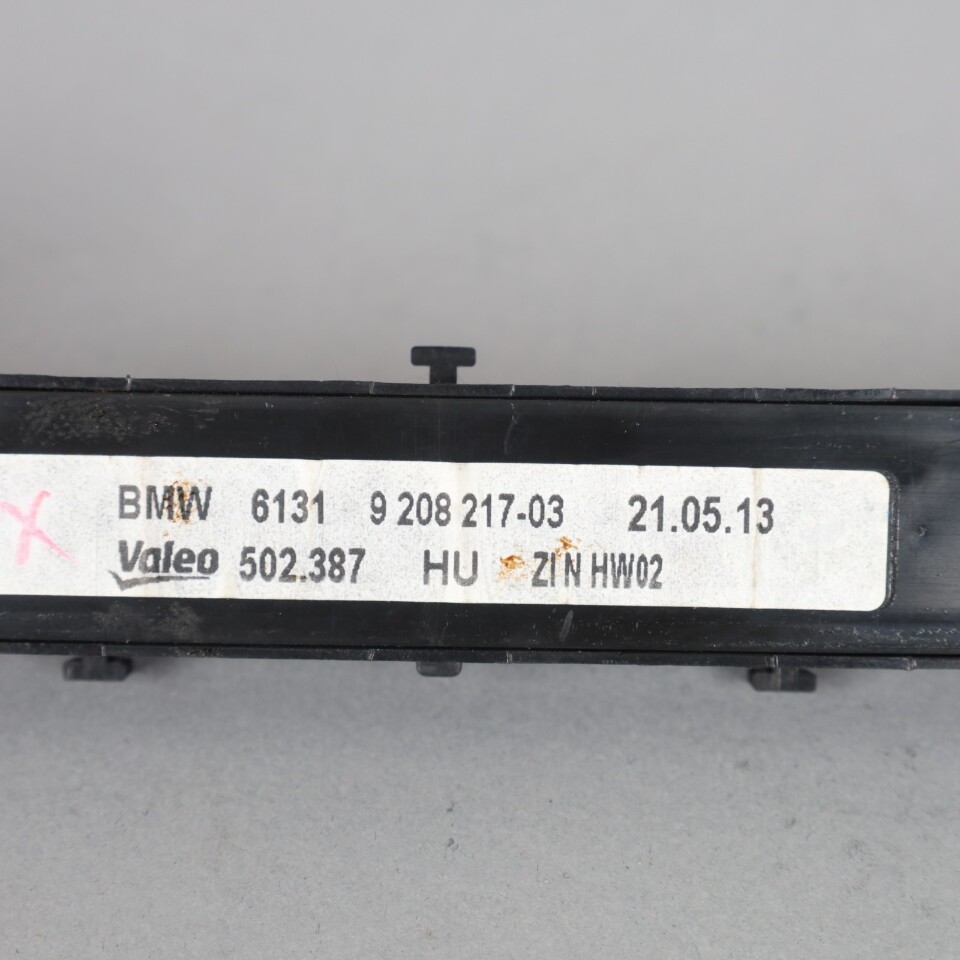 X BMW 6131 9 208 217-03 21.05.13
Valeo 502.387 HU ZI N HW02